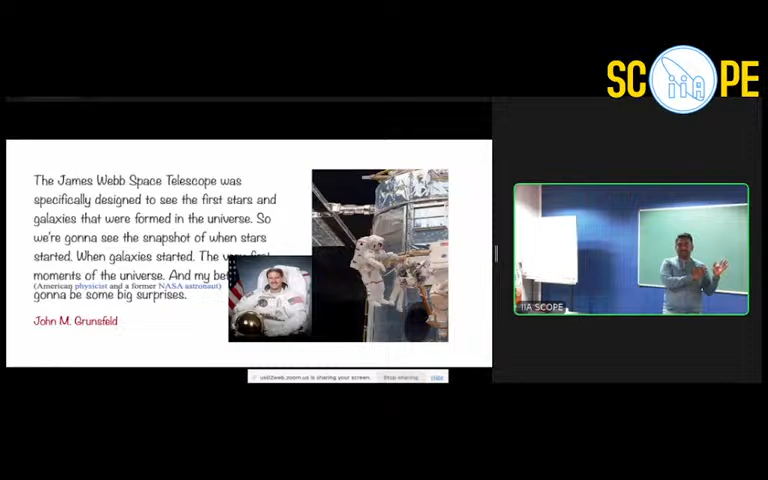 SC iiA PE
The James Webb Space Telescope was
specifically designed to see the first stars and
galaxies that were formed in the universe. So
we're gonna see the snapshot of when stars
started. When galaxies started. The very first
moments of the universe. And my bet
(American physicist and a former NASA astronaut)
gonna be some big surprises.
John M. Grunsfeld
IIA SCOPE
us02web.zoom.us is sharing your screen.
Stop sharing
Hide